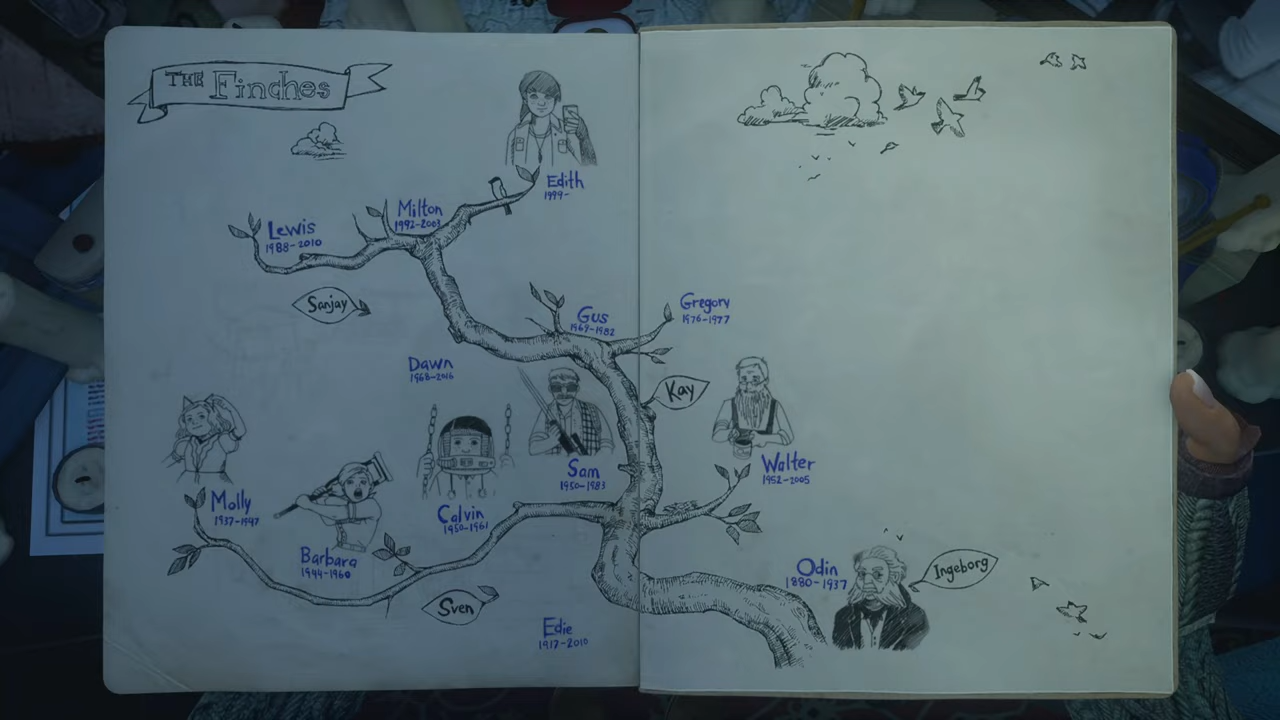 THE Finches
Edith
1999-
Milton
1992-2003
Lewis
1988-2010
Sanjay
Gus
1969-1982
Gregory
1976-1977
Dawn
1968-2016
Kay
Sam
1950-1983
Walter
1952-2005
Molly
1937-1947
Calvin
1950-1961
Barbara
1944-1960
Sven
Odin
1880-1937
Ingeborg
Edie
1917-2010